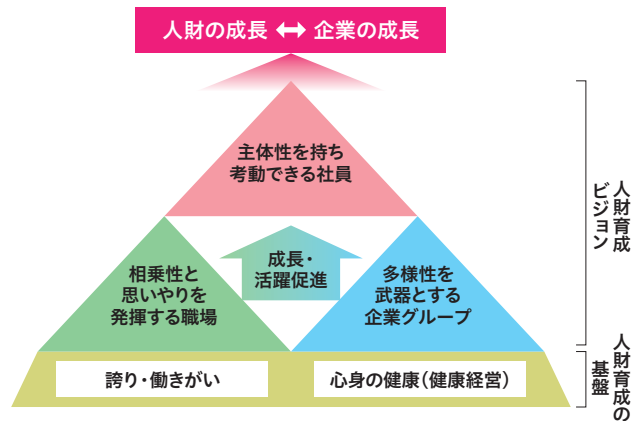 人財の成長 ↔ 企業の成長
主体性を持ち
考動できる社員
成長・
活躍促進
相乗性と
思いやりを
発揮する職場
多様性を
武器とする
企業グループ
人財育成
ビジョン
誇り・働きがい
心身の健康(健康経営)
人財育成の
基盤